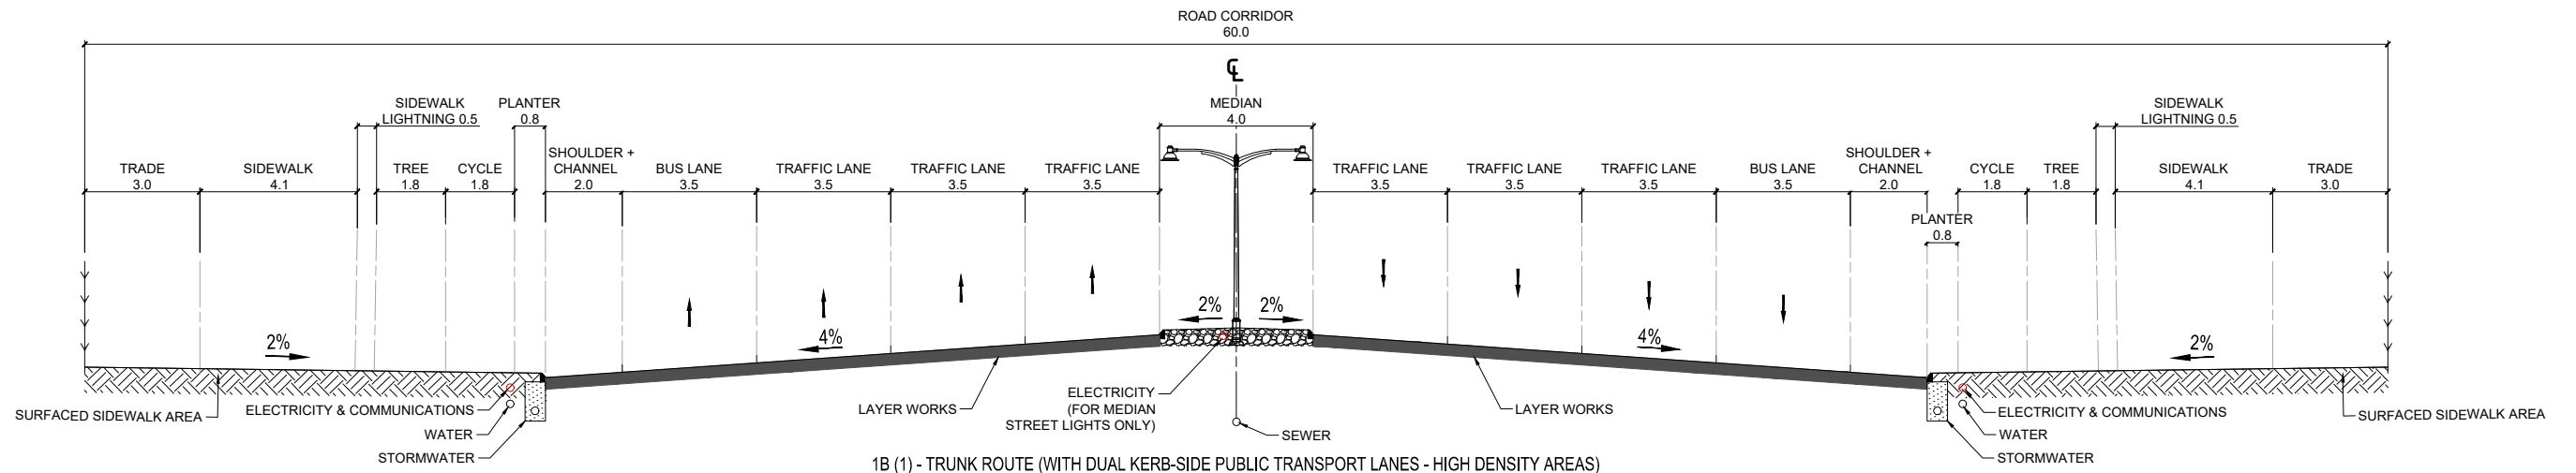 ROAD CORRIDOR
60.0
℄
SIDEWALK
LIGHTNING 0.5
PLANTER
0.8
MEDIAN
4.0
SIDEWALK
LIGHTNING 0.5
TRADE
3.0
SIDEWALK
4.1
TREE
1.8
CYCLE
1.8
SHOULDER +
CHANNEL
2.0
BUS LANE
3.5
TRAFFIC LANE
3.5
TRAFFIC LANE
3.5
TRAFFIC LANE
3.5
TRAFFIC LANE
3.5
TRAFFIC LANE
3.5
TRAFFIC LANE
3.5
BUS LANE
3.5
SHOULDER +
CHANNEL
2.0
PLANTER
0.8
CYCLE
1.8
TREE
1.8
SIDEWALK
4.1
TRADE
3.0
2%
4%
2%
2%
4%
2%
SURFACED SIDEWALK AREA
ELECTRICITY & COMMUNICATIONS
WATER
STORMWATER
LAYER WORKS
ELECTRICITY
(FOR MEDIAN
STREET LIGHTS ONLY)
SEWER
LAYER WORKS
ELECTRICITY & COMMUNICATIONS
WATER
STORMWATER
SURFACED SIDEWALK AREA
1B (1) - TRUNK ROUTE (WITH DUAL KERB-SIDE PUBLIC TRANSPORT LANES - HIGH DENSITY AREAS)